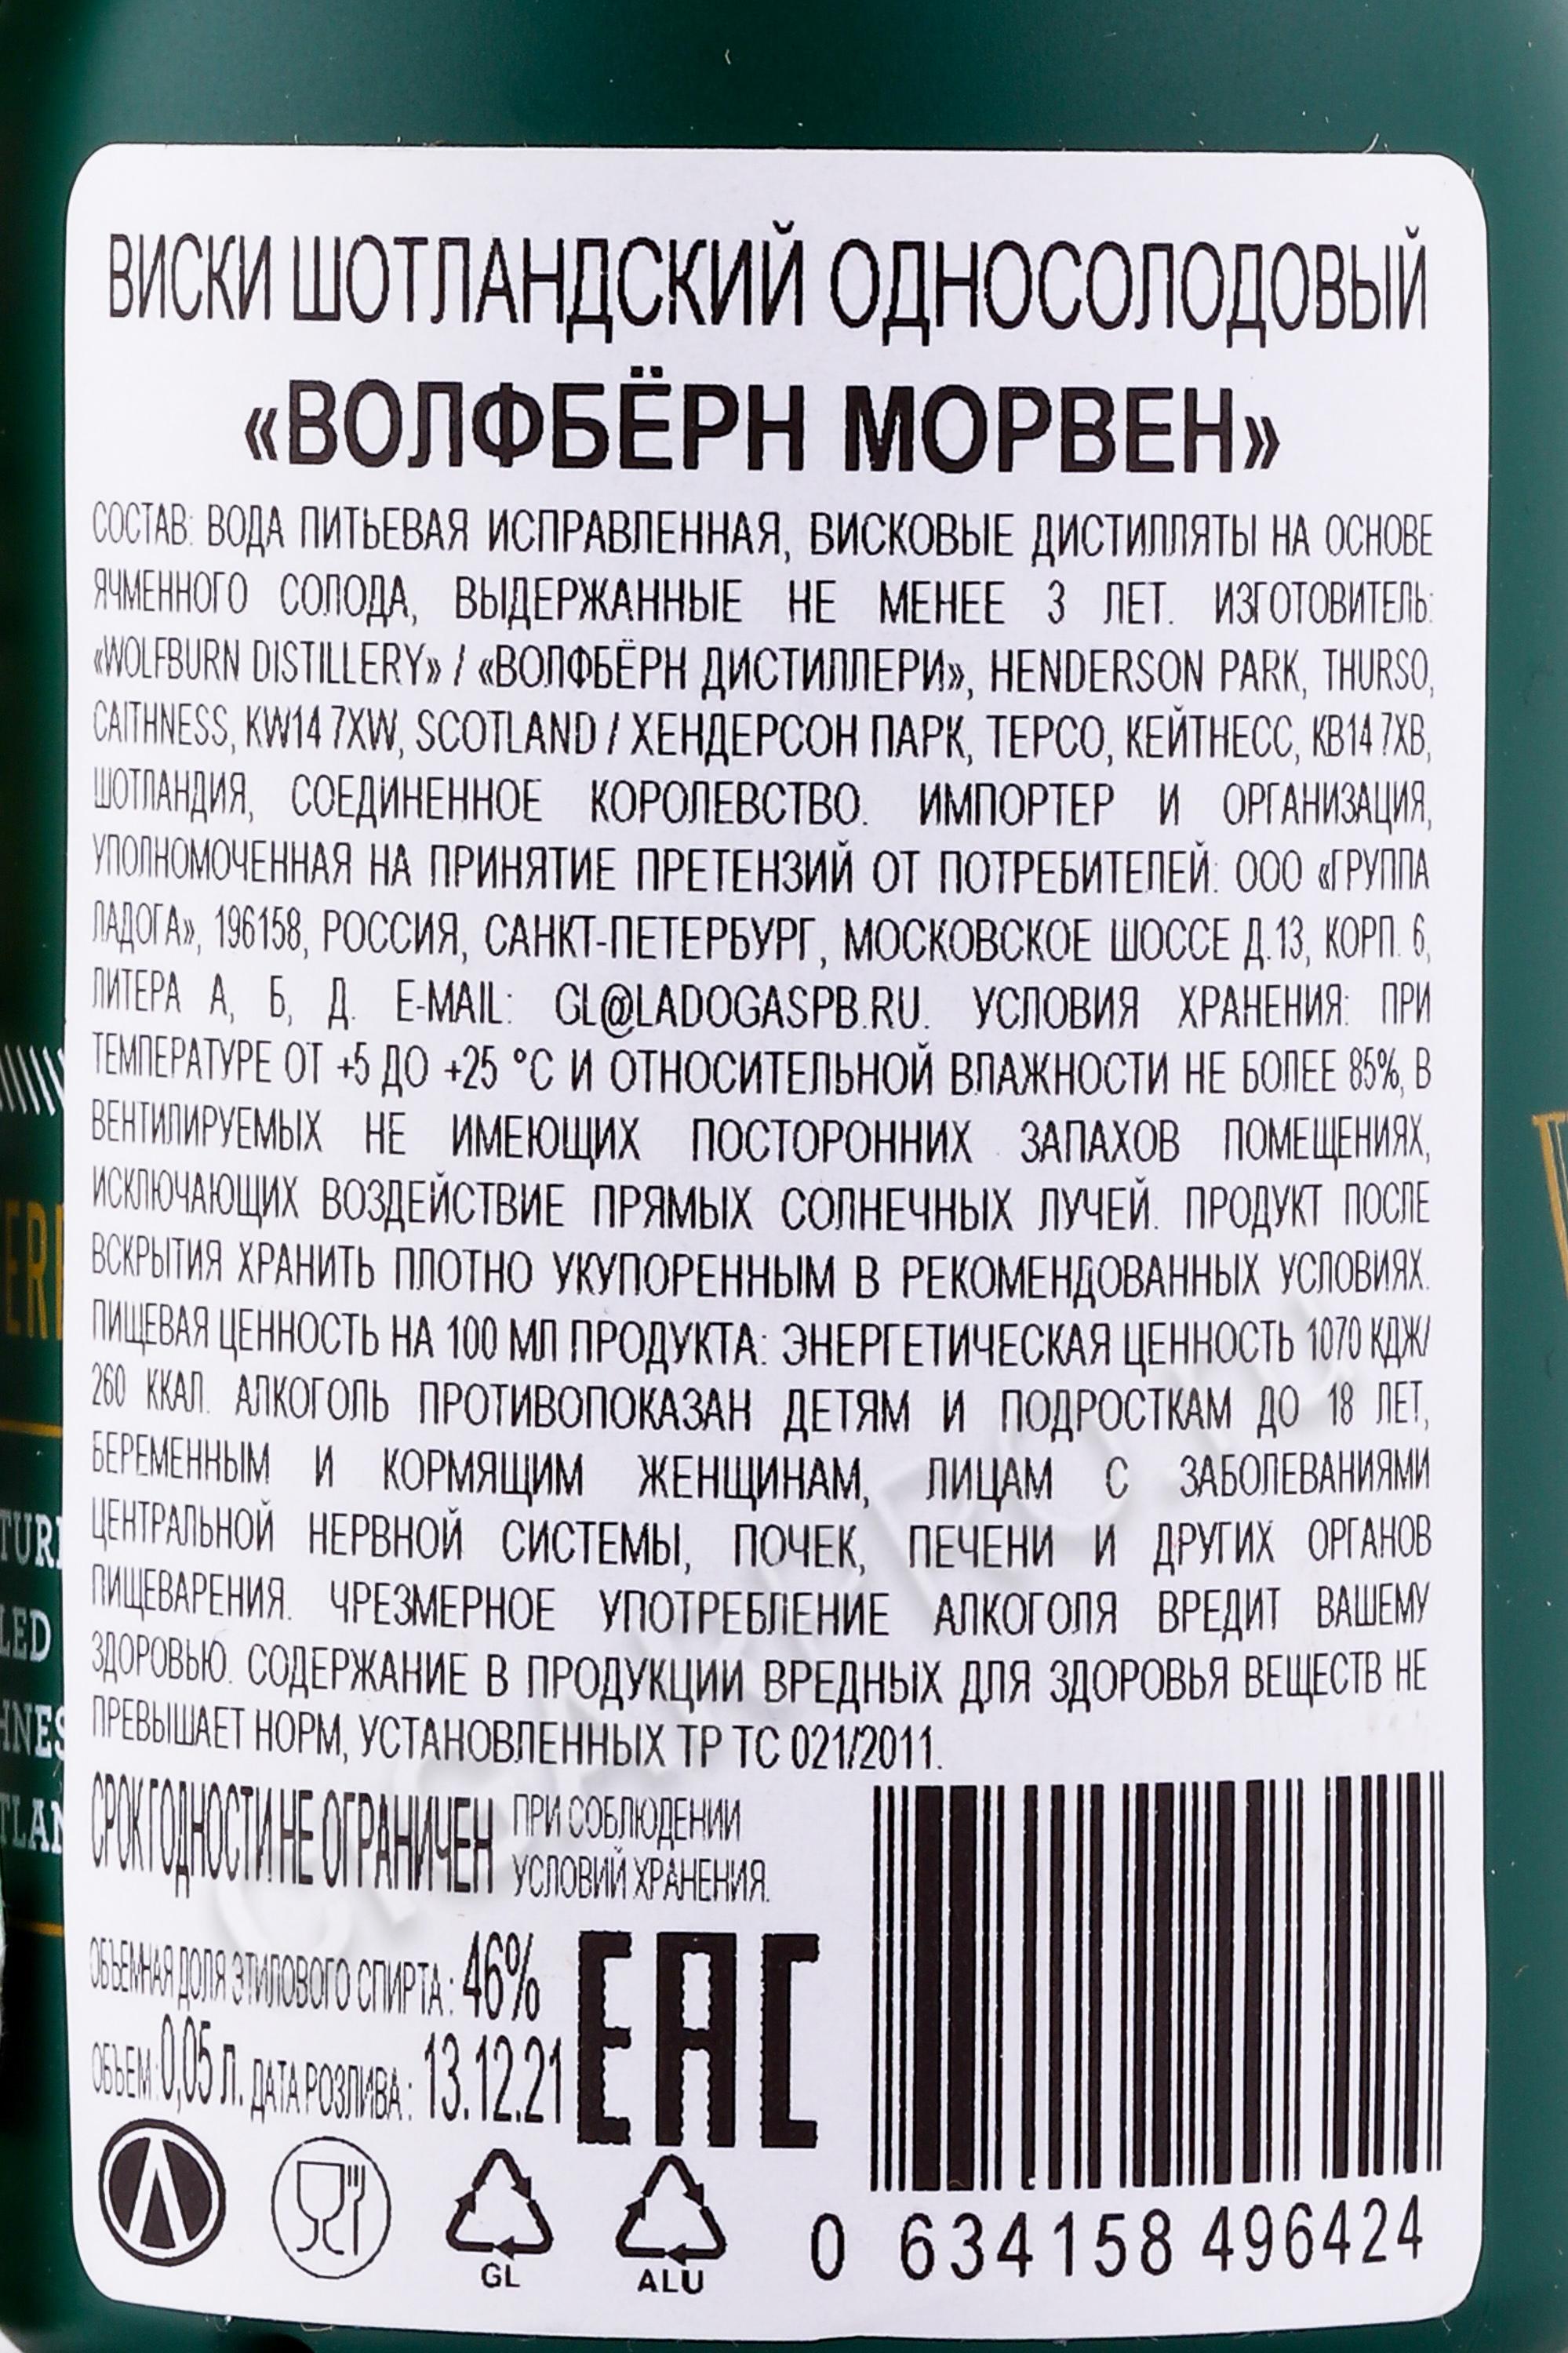 ВИСКИ ШОТЛАНДСКИЙ ОДНОСОЛОДОВЫЙ
«ВОЛФБЁРН МОРВЕН»
СОСТАВ: ВОДА ПИТЬЕВАЯ ИСПРАВЛЕННАЯ, ВИСКОВЫЕ ДИСТИЛЛЯТЫ НА ОСНОВЕ
ЯЧМЕННОГО СОЛОДА, ВЫДЕРЖАННЫЕ НЕ МЕНЕЕ 3 ЛЕТ. ИЗГОТОВИТЕЛЬ:
«WOLFBURN DISTILLERY» / «ВОЛФБЁРН ДИСТИЛЛЕРИ», HENDERSON PARK, THURSO,
CAITHNESS, KW14 7XW, SCOTLAND / ХЕНДЕРСОН ПАРК, ТЕРСО, КЕЙТНЕСС, КВ14 7ХВ,
ШОТЛАНДИЯ, СОЕДИНЕННОЕ КОРОЛЕВСТВО. ИМПОРТЕР И ОРГАНИЗАЦИЯ,
УПОЛНОМОЧЕННАЯ НА ПРИНЯТИЕ ПРЕТЕНЗИЙ ОТ ПОТРЕБИТЕЛЕЙ: ООО «ГРУППА
ЛАДОГА», 196158, РОССИЯ, САНКТ-ПЕТЕРБУРГ, МОСКОВСКОЕ ШОССЕ Д.13, КОРП. 6,
ЛИТЕРА А, Б, Д. E-MAIL: GL@LADOGASPB.RU. УСЛОВИЯ ХРАНЕНИЯ: ПРИ
ТЕМПЕРАТУРЕ ОТ +5 ДО +25 °C И ОТНОСИТЕЛЬНОЙ ВЛАЖНОСТИ НЕ БОЛЕЕ 85%, В
ВЕНТИЛИРУЕМЫХ НЕ ИМЕЮЩИХ ПОСТОРОННИХ ЗАПАХОВ ПОМЕЩЕНИЯХ,
ИСКЛЮЧАЮЩИХ ВОЗДЕЙСТВИЕ ПРЯМЫХ СОЛНЕЧНЫХ ЛУЧЕЙ. ПРОДУКТ ПОСЛЕ
ВСКРЫТИЯ ХРАНИТЬ ПЛОТНО УКУПОРЕННЫМ В РЕКОМЕНДОВАННЫХ УСЛОВИЯХ.
ПИЩЕВАЯ ЦЕННОСТЬ НА 100 МЛ ПРОДУКТА: ЭНЕРГЕТИЧЕСКАЯ ЦЕННОСТЬ 1070 КДЖ/
260 ККАЛ. АЛКОГОЛЬ ПРОТИВОПОКАЗАН ДЕТЯМ И ПОДРОСТКАМ ДО 18 ЛЕТ,
БЕРЕМЕННЫМ И КОРМЯЩИМ ЖЕНЩИНАМ, ЛИЦАМ С ЗАБОЛЕВАНИЯМИ
ЦЕНТРАЛЬНОЙ НЕРВНОЙ СИСТЕМЫ, ПОЧЕК, ПЕЧЕНИ И ДРУГИХ ОРГАНОВ
ПИЩЕВАРЕНИЯ. ЧРЕЗМЕРНОЕ УПОТРЕБЛЕНИЕ АЛКОГОЛЯ ВРЕДИТ ВАШЕМУ
ЗДОРОВЬЮ. СОДЕРЖАНИЕ В ПРОДУКЦИИ ВРЕДНЫХ ДЛЯ ЗДОРОВЬЯ ВЕЩЕСТВ НЕ
ПРЕВЫШАЕТ НОРМ, УСТАНОВЛЕННЫХ ТР ТС 021/2011.
СРОК ГОДНОСТИ НЕ ОГРАНИЧЕН ПРИ СОБЛЮДЕНИИ
УСЛОВИЙ ХРАНЕНИЯ.
ОБЪЕМНАЯ ДОЛЯ ЭТИЛОВОГО СПИРТА: 46%
ОБЪЕМ: 0,05 Л. ДАТА РОЗЛИВА: 13.12.21
EAC
GL
ALU
0 634158 496424